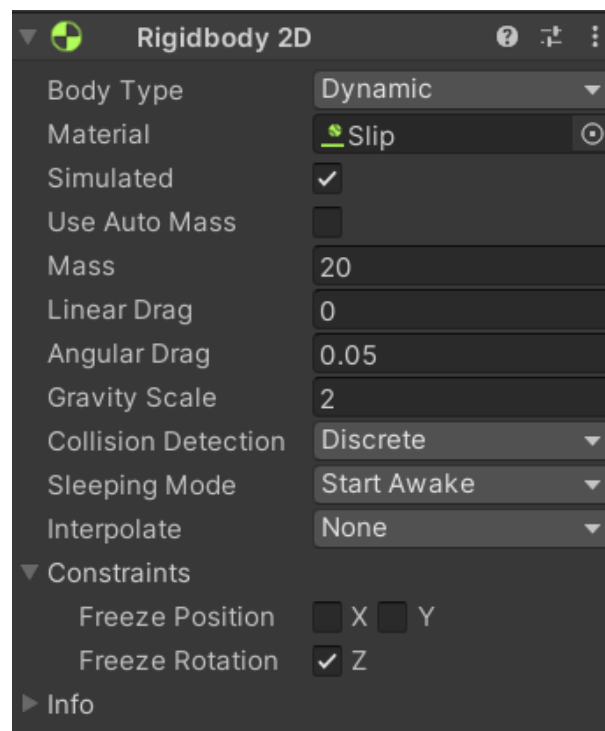 Rigidbody 2D
Body Type Dynamic
Material Slip
Simulated
Use Auto Mass
Mass 20
Linear Drag 0
Angular Drag 0.05
Gravity Scale 2
Collision Detection Discrete
Sleeping Mode Start Awake
Interpolate None
Constraints
Freeze Position X Y
Freeze Rotation Z
Info